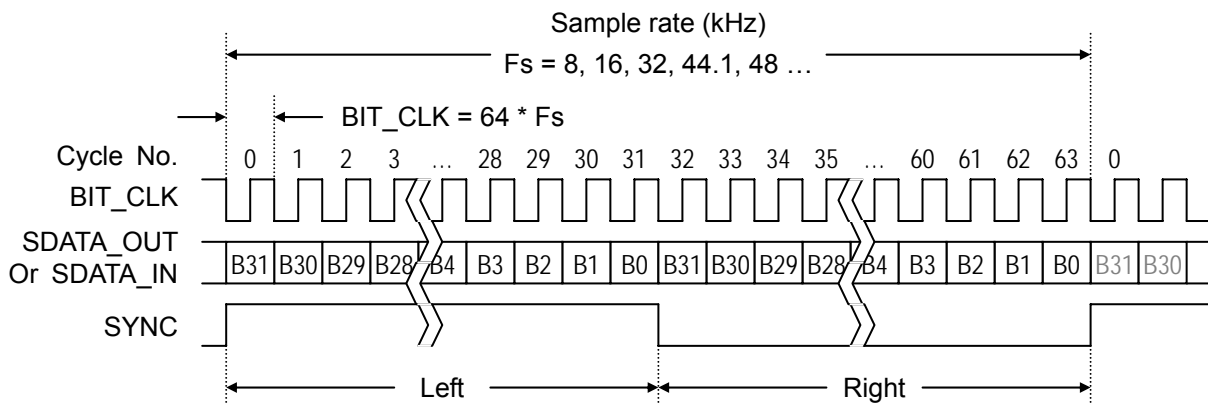 Sample rate (kHz)
Fs = 8, 16, 32, 44.1, 48 …
BIT_CLK = 64 * Fs
Cycle No. 0 1 2 3 … 28 29 30 31 32 33 34 35 … 60 61 62 63 0
BIT_CLK
SDATA_OUT
Or SDATA_IN B31 B30 B29 B28 B4 B3 B2 B1 B0 B31 B30 B29 B28 B4 B3 B2 B1 B0 B31 B30
SYNC
Left Right